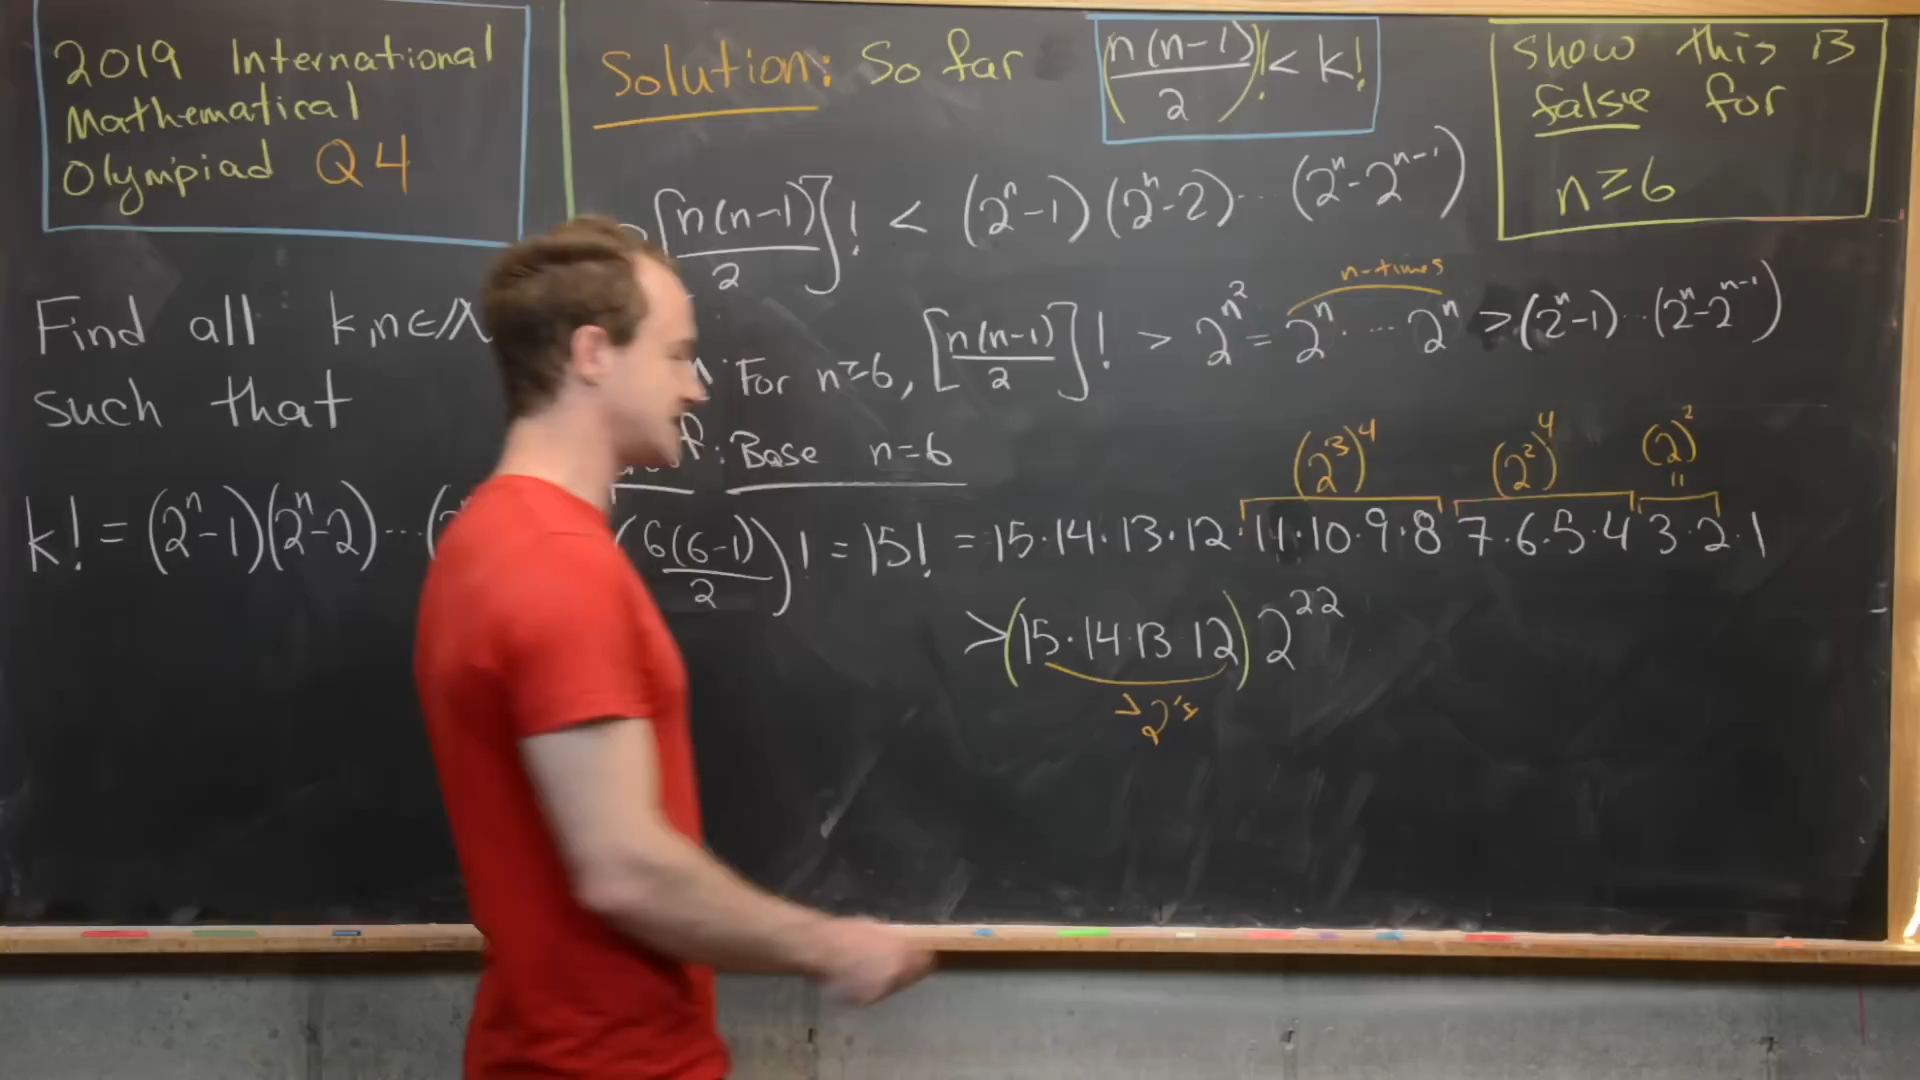 2019 International
Mathematical
Olympiad Q4
Find all k, n ∈ ℕ
such that
k! = (2ⁿ-1)(2ⁿ-2)···
Solution: So far (n(n-1)/2)! < k!
[n(n-1)/2]! < (2ⁿ-1)(2ⁿ-2)···(2ⁿ-2ⁿ⁻¹)
n-times
For n≥6, [n(n-1)/2]! > 2^(n²) = 2ⁿ·····2ⁿ > (2ⁿ-1)···(2ⁿ-2ⁿ⁻¹)
: Base n=6
(2³)⁴ (2²)⁴ (2)²
(6(6-1)/2)! = 15! = 15·14·13·12·11·10·9·8 7·6·5·4 3·2·1
>(15·14 13 12) 2²²
>2's
Show this is
false for
n≥6